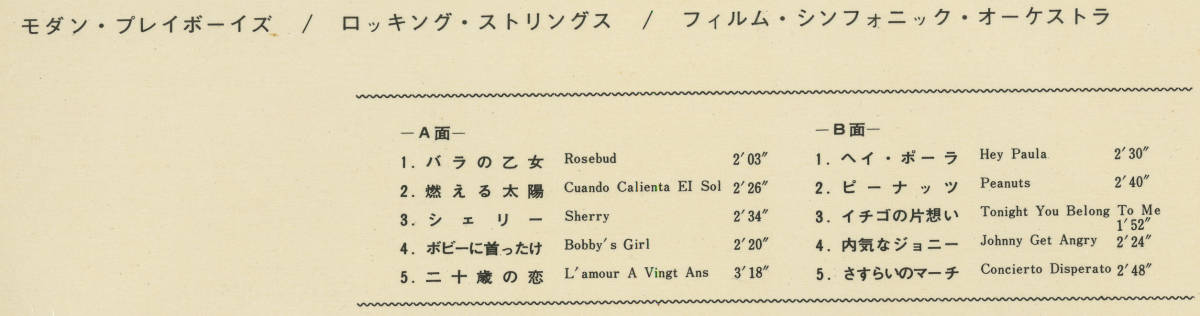 モダン・プレイボーイズ / ロッキング・ストリングス / フィルム・シンフォニック・オーケストラ
—A面—
1. バラの乙女 Rosebud 2′03″
2. 燃える太陽 Cuando Calienta EI Sol 2′26″
3. シェリー Sherry 2′34″
4. ボビーに首ったけ Bobby's Girl 2′20″
5. 二十歳の恋 L'amour A Vingt Ans 3′18″
—B面—
1. ヘイ・ポーラ Hey Paula 2′30″
2. ピーナッツ Peanuts 2′40″
3. イチゴの片想い Tonight You Belong To Me
1′52″
4. 内気なジョニー Johnny Get Angry 2′24″
5. さすらいのマーチ Concierto Disperato 2′48″